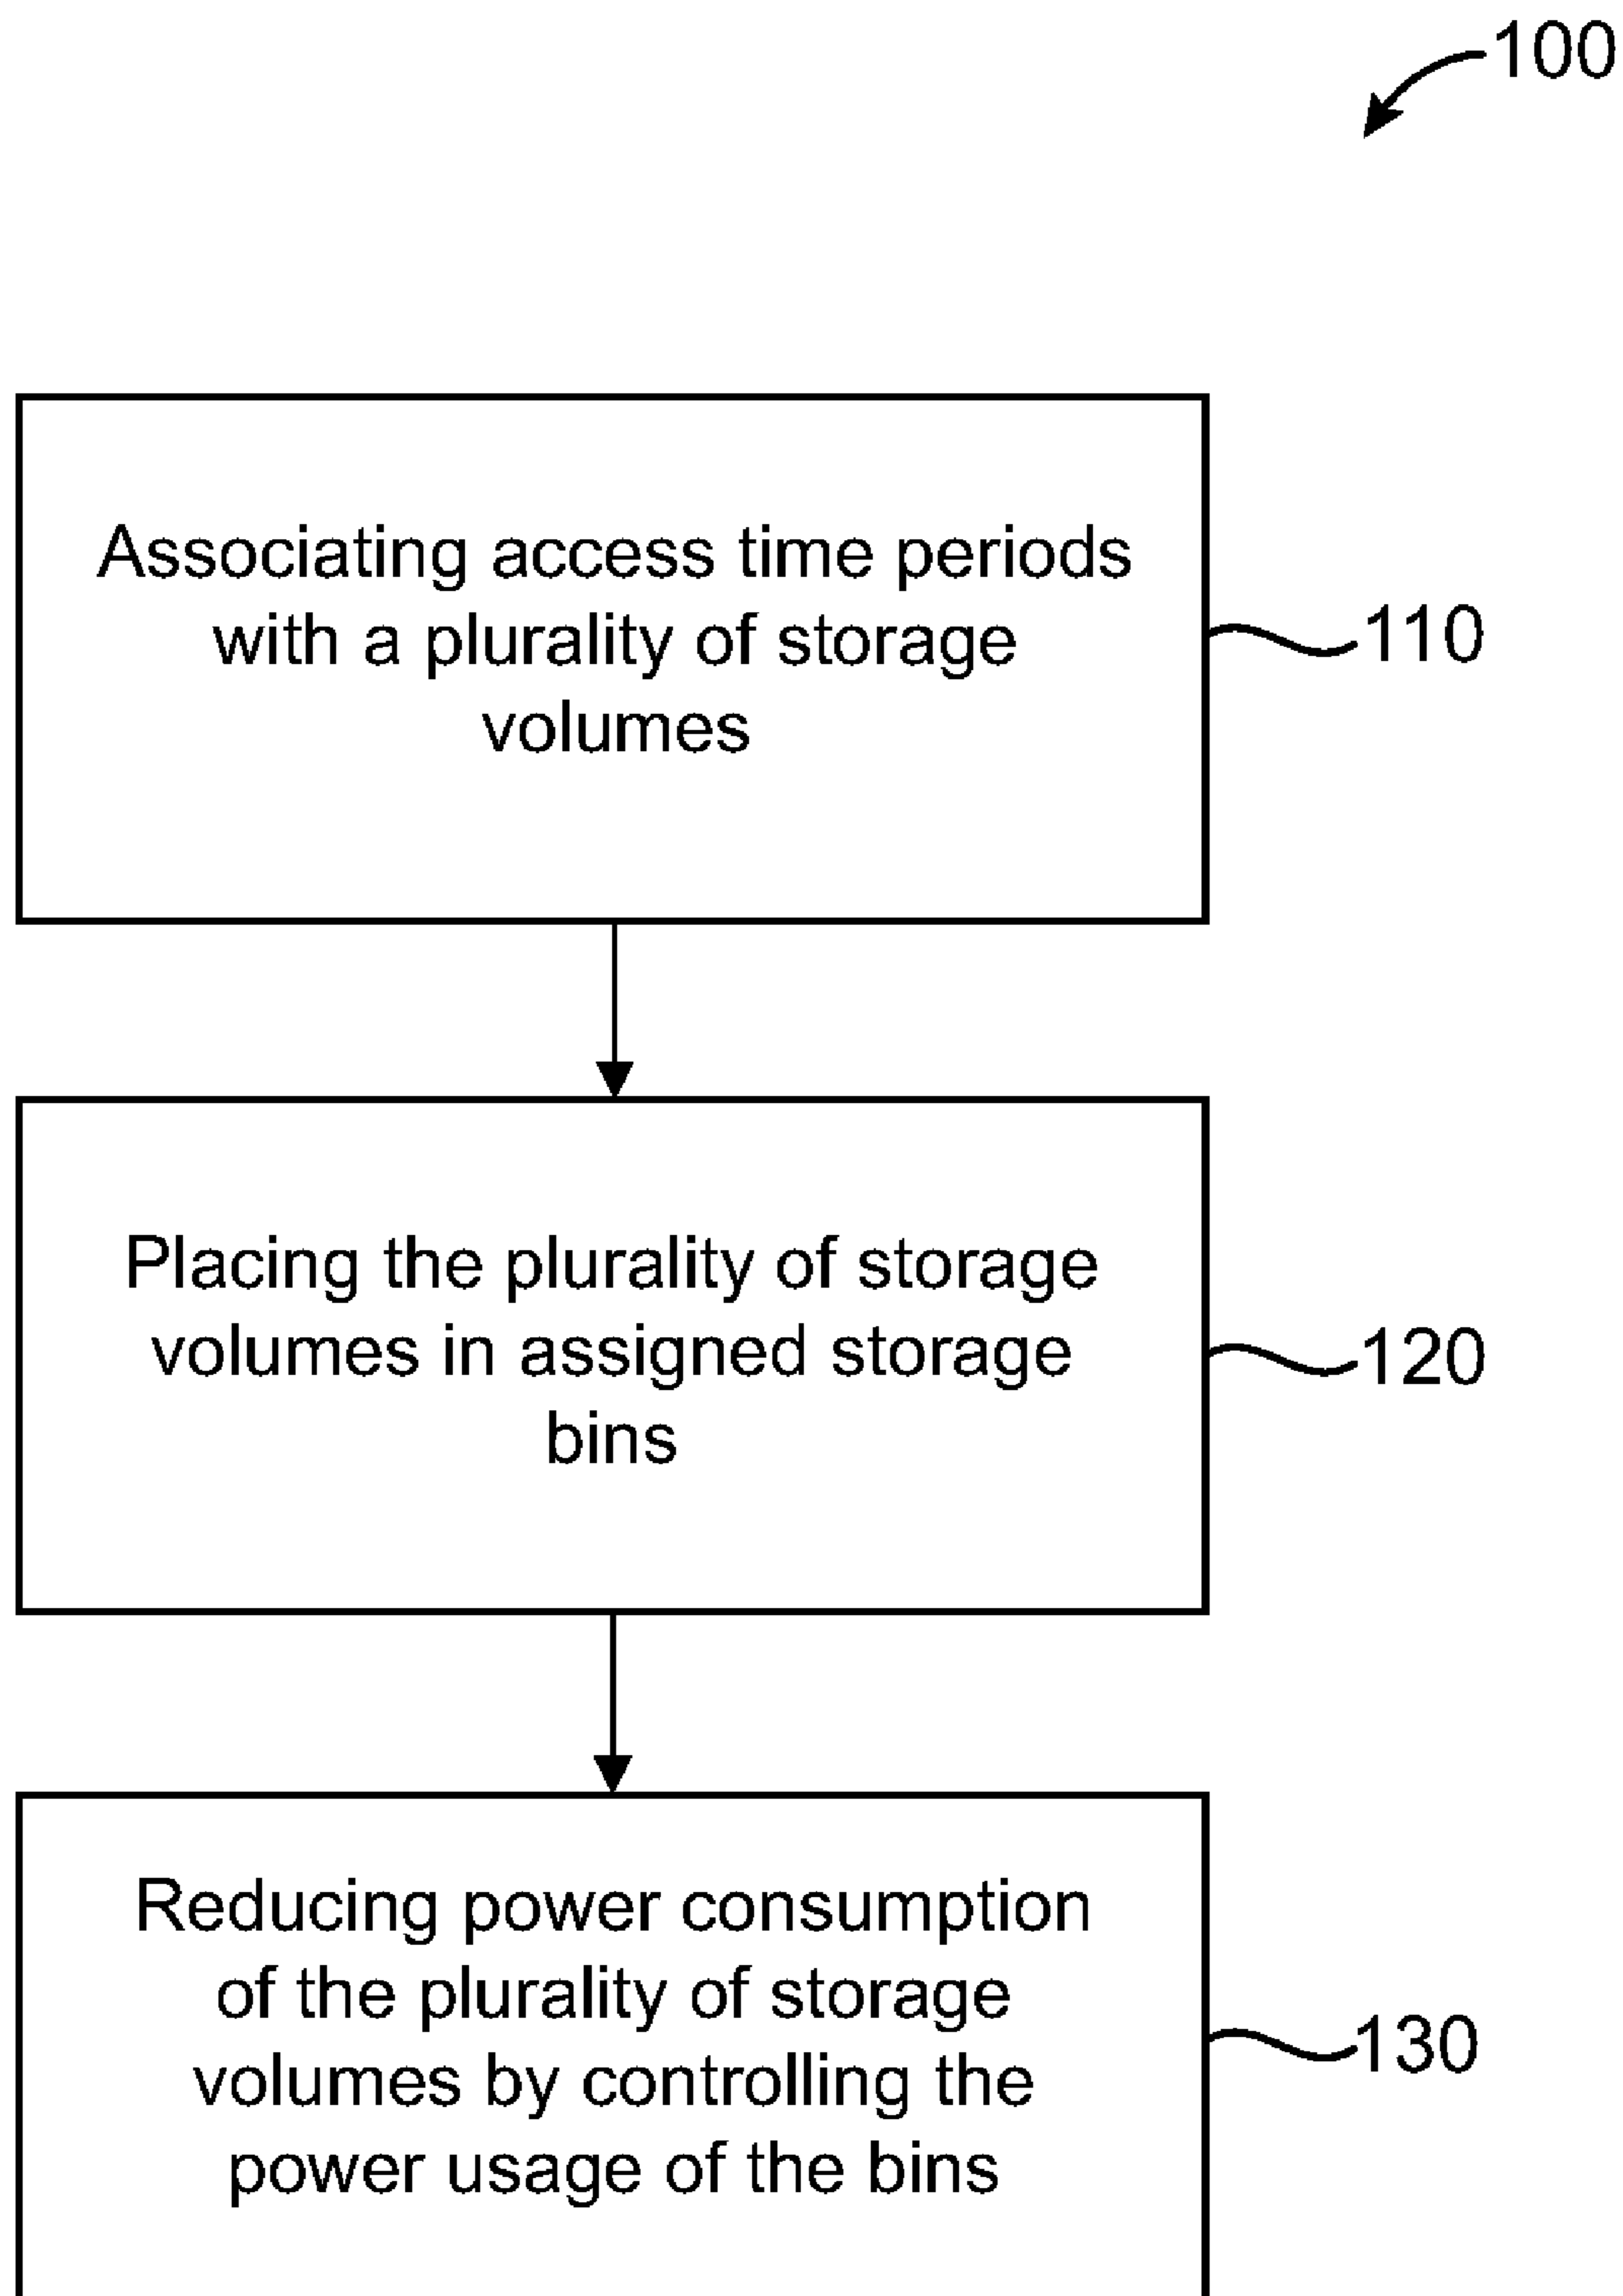 100
Associating access time periods
with a plurality of storage
volumes
110
Placing the plurality of storage
volumes in assigned storage
bins
120
Reducing power consumption
of the plurality of storage
volumes by controlling the
power usage of the bins
130